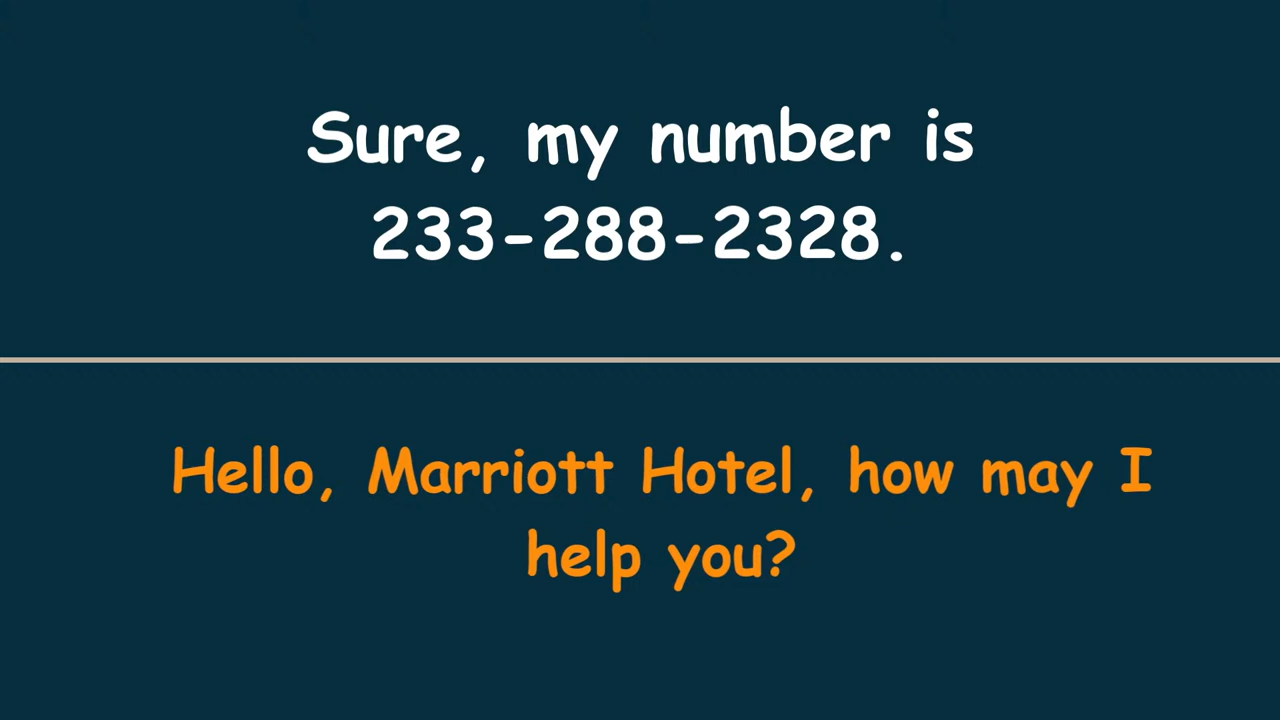 Sure, my number is
233-288-2328.
Hello, Marriott Hotel, how may I
help you?